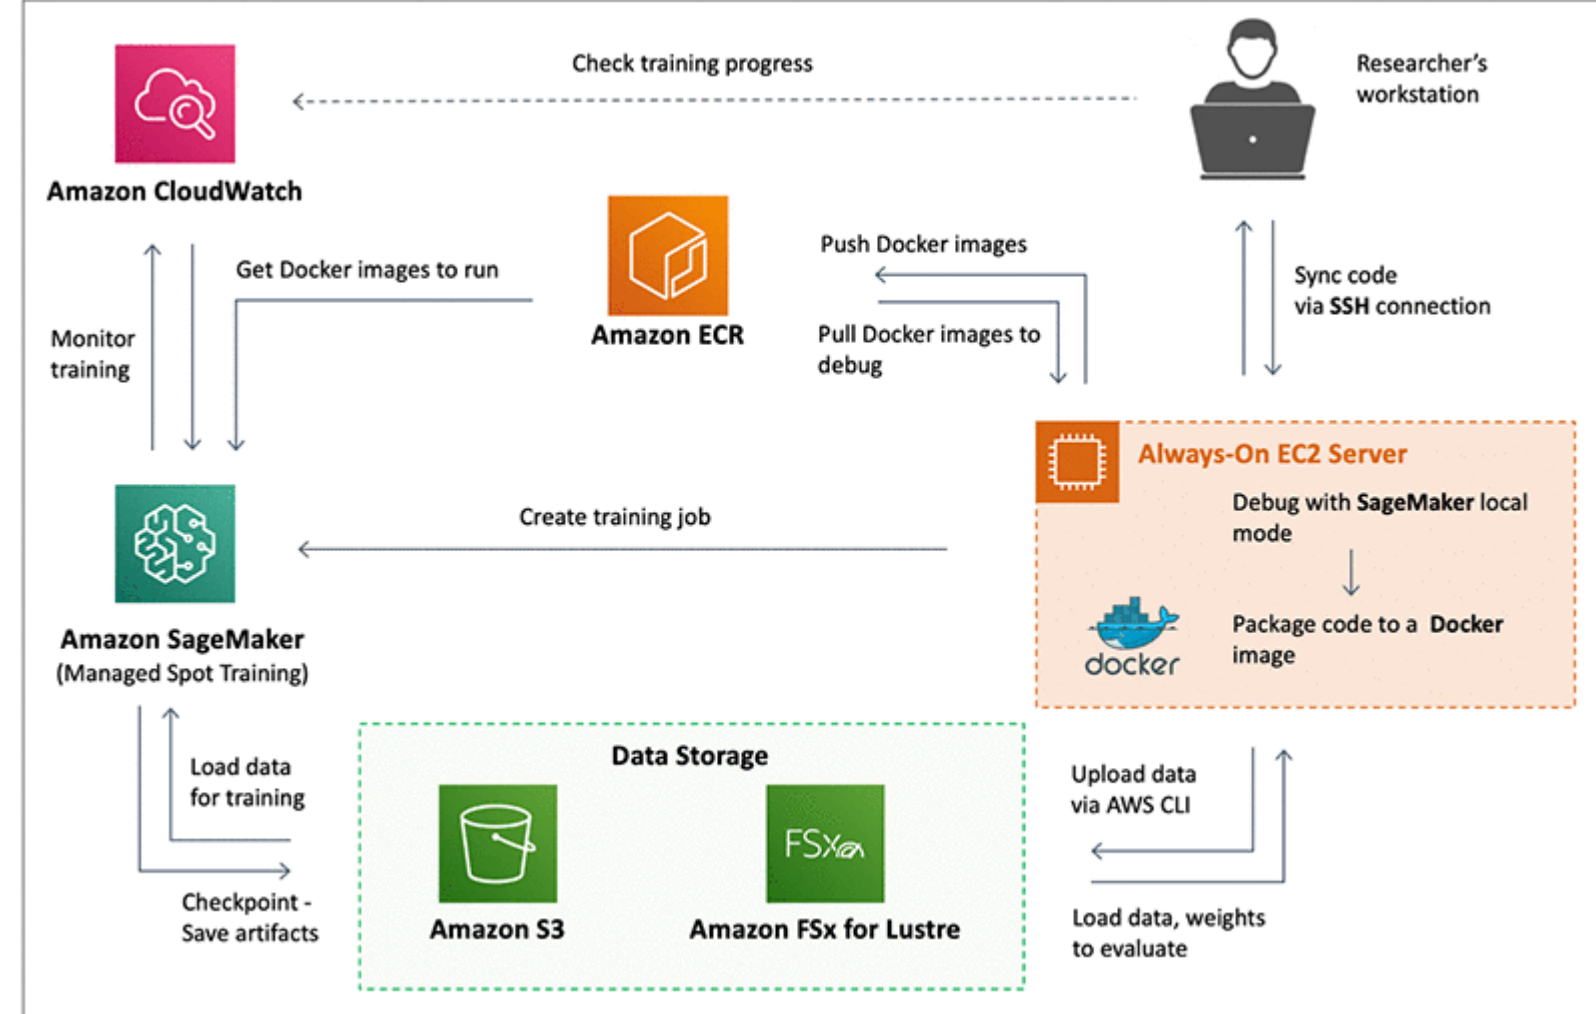 Check training progress
Researcher's
workstation
Amazon CloudWatch
Get Docker images to run
Push Docker images
Sync code
via SSH connection
Monitor
training
Amazon ECR
Pull Docker images to
debug
Always-On EC2 Server
Debug with SageMaker local
mode
Create training job
docker
Package code to a Docker
image
Amazon SageMaker
(Managed Spot Training)
Load data
for training
Data Storage
FSx
Upload data
via AWS CLI
Checkpoint -
Save artifacts
Amazon S3
Amazon FSx for Lustre
Load data, weights
to evaluate